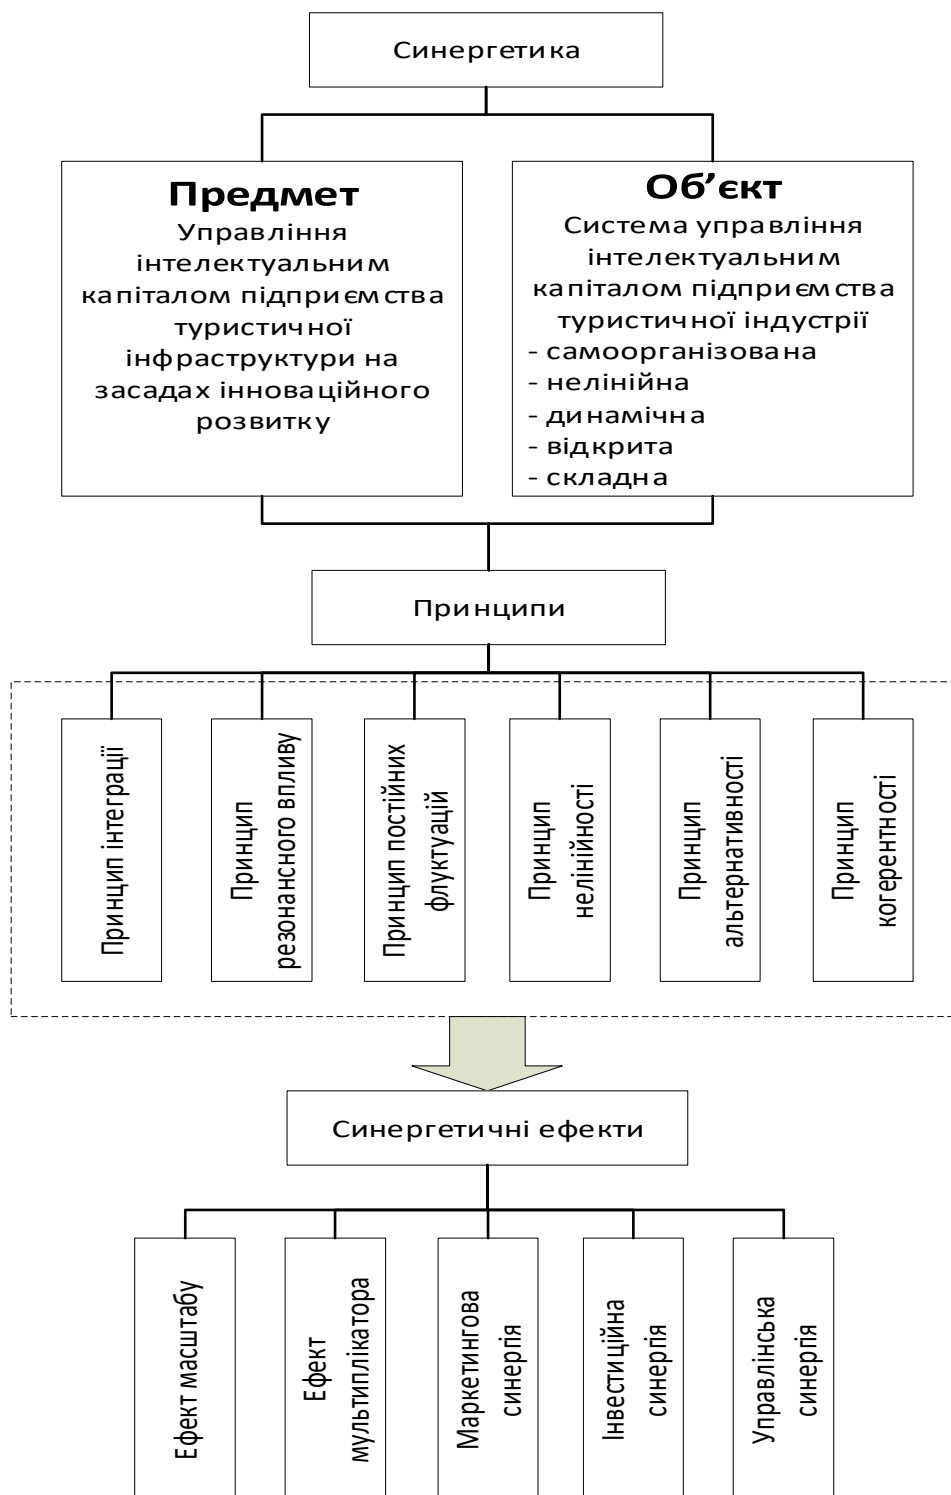 Синергетика
Предмет
Управління
інтелектуальним
капіталом підприємства
туристичної
інфраструктури на
засадах інноваційного
розвитку
Об’єкт
Система управління
інтелектуальним
капіталом підприємства
туристичної індустрії
- самоорганізована
- нелінійна
- динамічна
- відкрита
- складна
Принципи
Принцип інтеграції
Принцип
резонансного впливу
Принцип постійних
флуктуацій
Принцип
нелінійності
Принцип
альтернативності
Принцип
когерентності
Синергетичні ефекти
Ефект масштабу
Ефект
мультиплікатора
Маркетингова
синергія
Інвестиційна
синергія
Управлінська
синергія